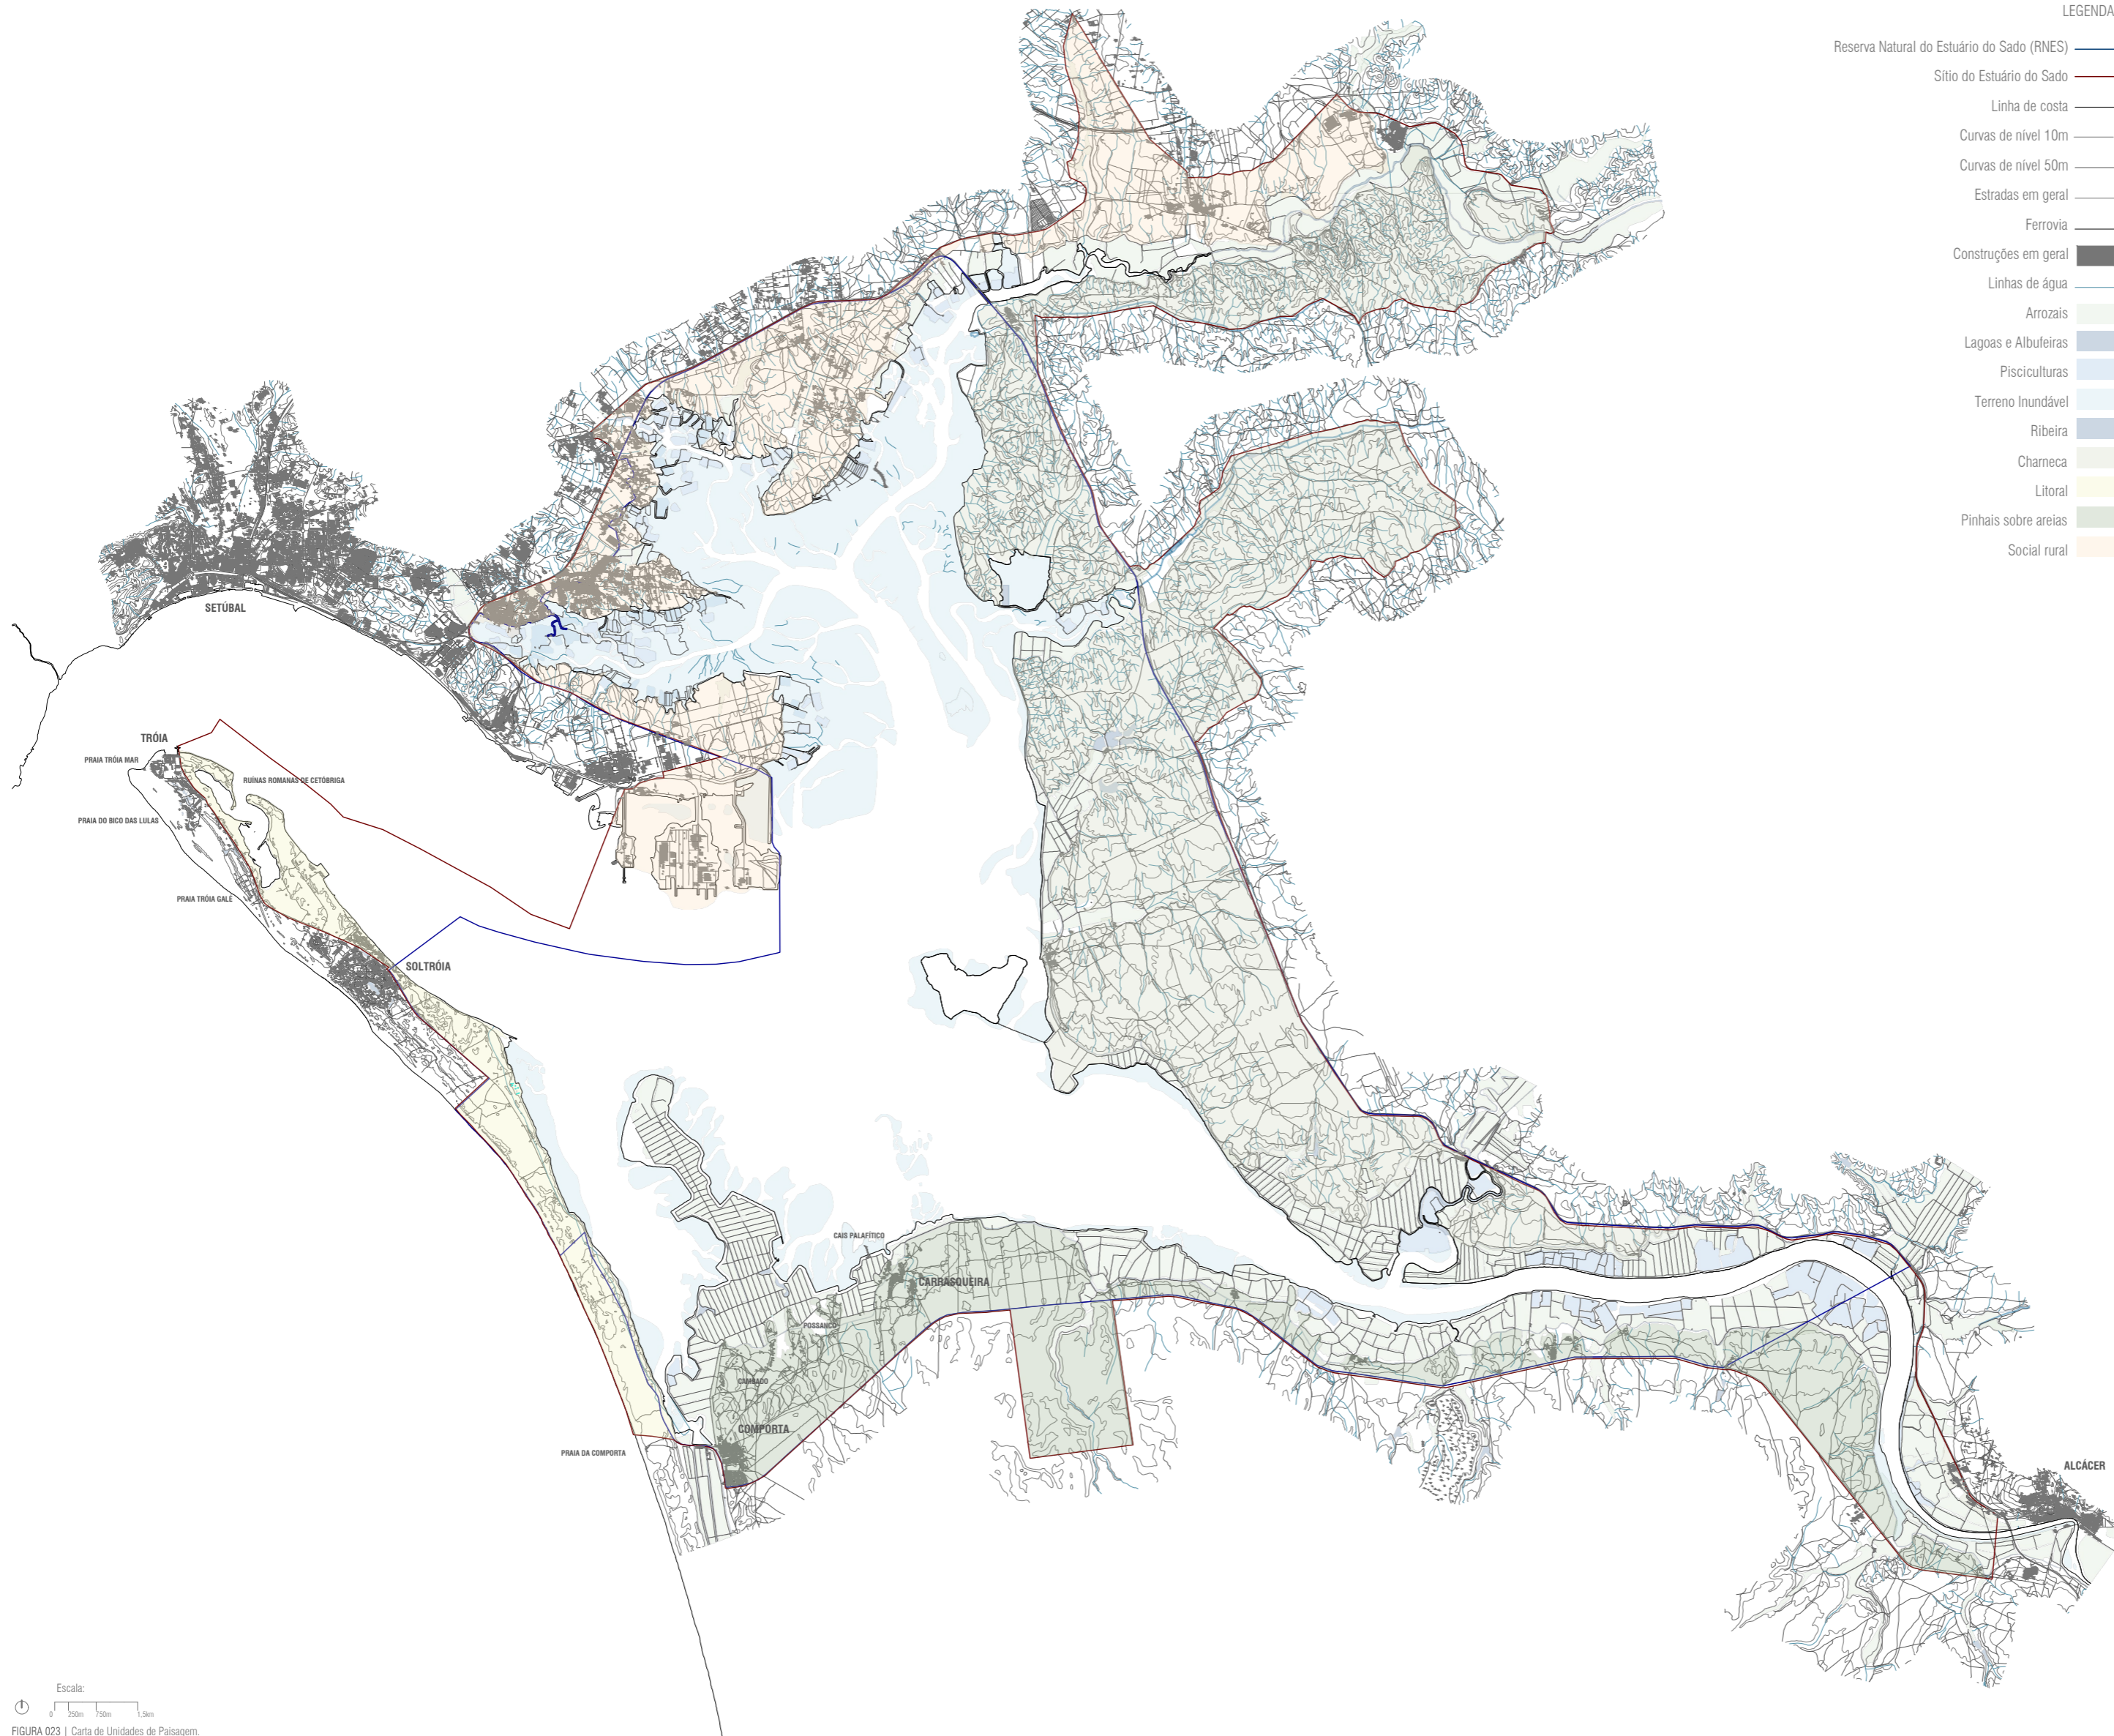 LEGENDA
Reserva Natural do Estuário do Sado (RNES)
Sítio do Estuário do Sado
Linha de costa
Curvas de nível 10m
Curvas de nível 50m
Estradas em geral
Ferrovia
Construções em geral
Linhas de água
Arrozais
Lagoas e Albufeiras
Pisciculturas
Terreno Inundável
Ribeira
Charneca
Litoral
Pinhais sobre areias
Social rural
SETÚBAL
TRÓIA
PRAIA TRÓIA MAR
RUÍNAS ROMANAS DE CETÓBRIGA
PRAIA DO BICO DAS LULAS
PRAIA TRÓIA GALÉ
SOLTRÓIA
CAIS PALAFÍTICO
CARRASQUEIRA
POSSANCO
CAMBADO
COMPORTA
PRAIA DA COMPORTA
ALCÁCER
Escala:
0 250m 750m 1.5km
FIGURA 023 | Carta de Unidades de Paisagem.